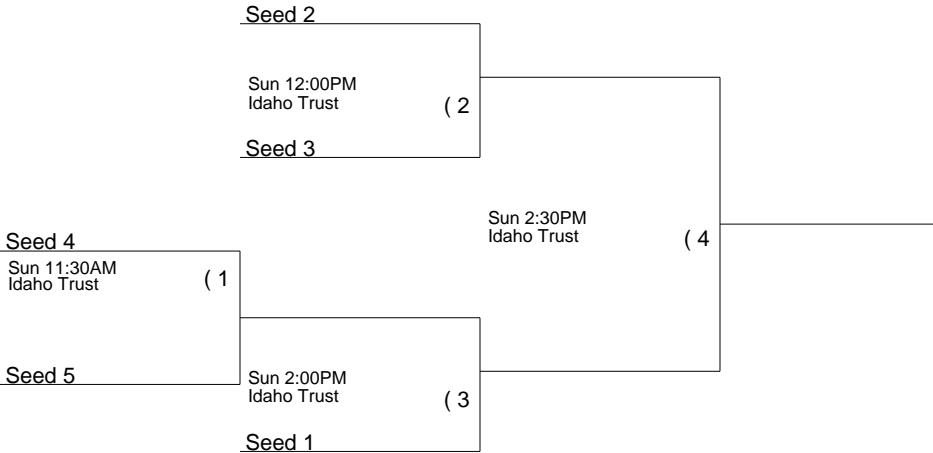 Seed 2
Sun 12:00PM
Idaho Trust
( 2
Seed 3
Sun 2:30PM
Idaho Trust
( 4
Seed 4
Sun 11:30AM
Idaho Trust
( 1
Seed 5
Sun 2:00PM
Idaho Trust
( 3
Seed 1